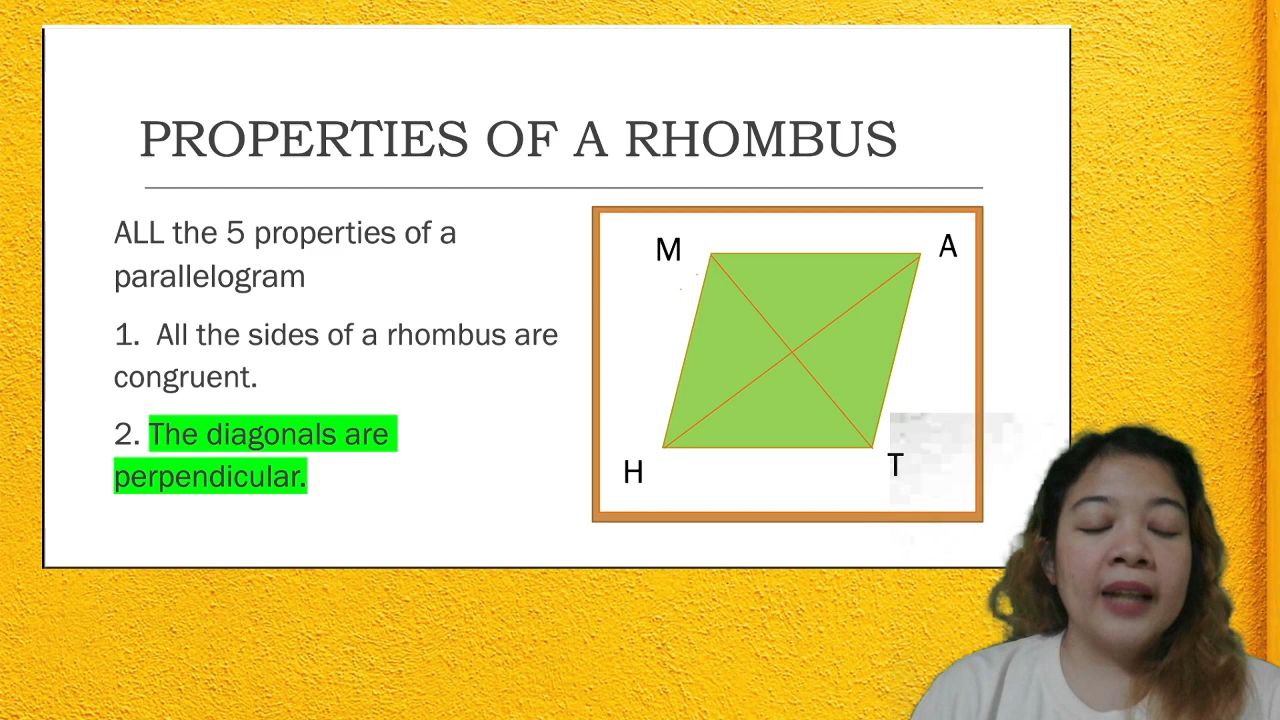 PROPERTIES OF A RHOMBUS
ALL the 5 properties of a
parallelogram
1. All the sides of a rhombus are
congruent.
2. The diagonals are
perpendicular.
M
A
H
T